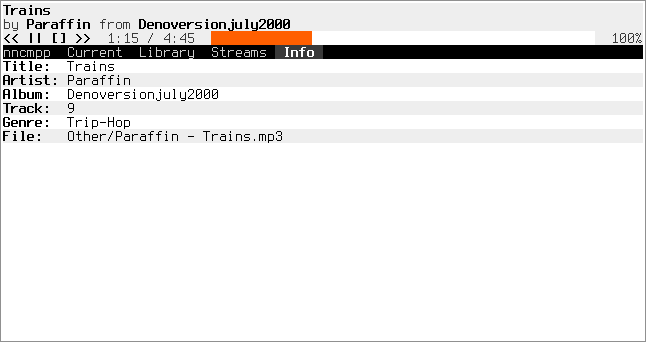 Trains
by Paraffin from Denoversionjuly2000
<< || [] >> 1:15 / 4:45 100%
nncmpp Current Library Streams Info
Title: Trains
Artist: Paraffin
Album: Denoversionjuly2000
Track: 9
Genre: Trip-Hop
File: Other/Paraffin - Trains.mp3